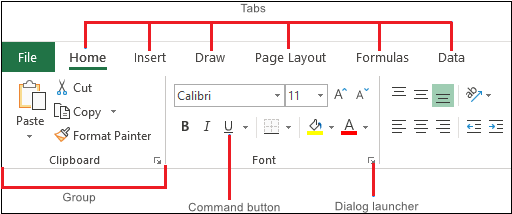 Tabs
File Home Insert Draw Page Layout Formulas Data
Cut
Calibri 11 A A
Copy
Paste
Format Painter
B I U A
ab
Clipboard Font
Group
Command button Dialog launcher